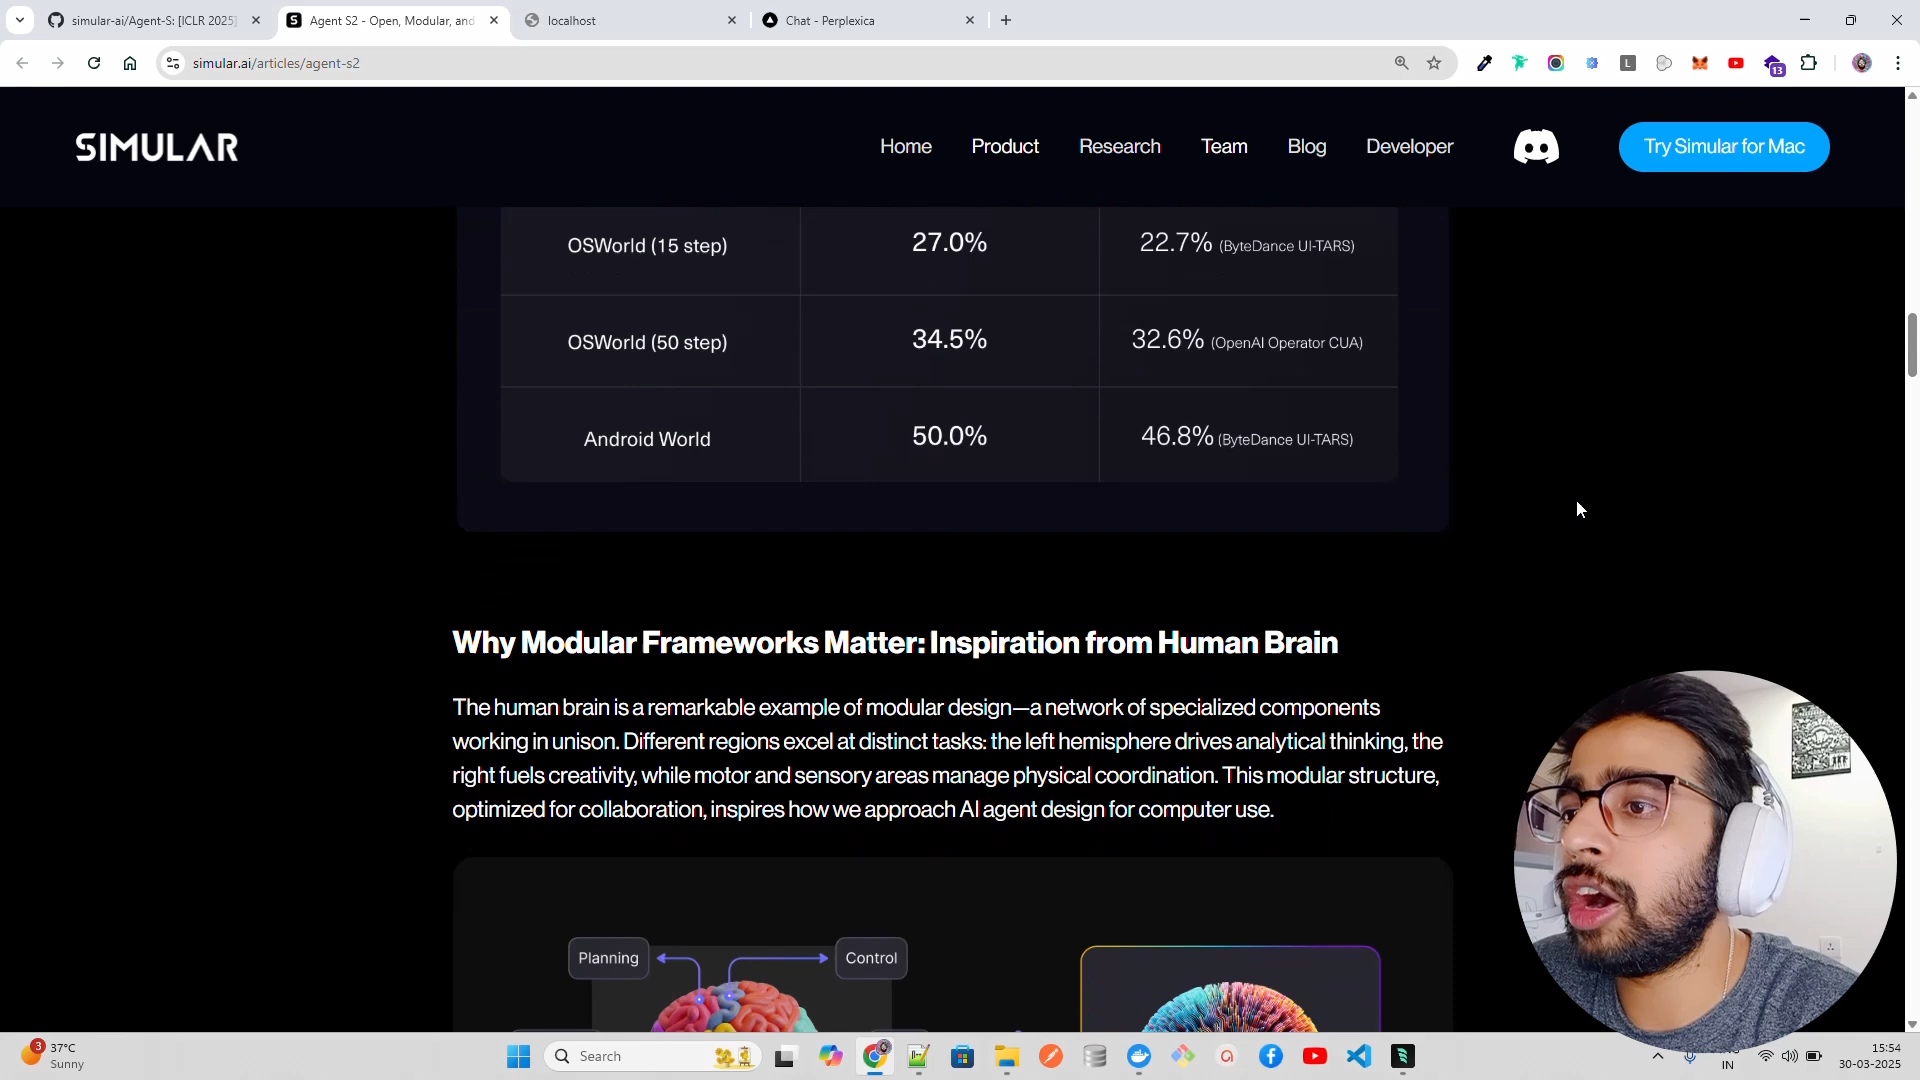 simular-ai/Agent-S: [ICLR 2025]
Agent S2 - Open, Modular, and
localhost
Chat - Perplexica
simular.ai/articles/agent-s2
L
13
SIMULAR
Home
Product
Research
Team
Blog
Developer
Try Simular for Mac
OSWorld (15 step)
27.0%
22.7% (ByteDance UI-TARS)
OSWorld (50 step)
34.5%
32.6% (OpenAI Operator CUA)
Android World
50.0%
46.8% (ByteDance UI-TARS)
Why Modular Frameworks Matter: Inspiration from Human Brain
The human brain is a remarkable example of modular design—a network of specialized components
working in unison. Different regions excel at distinct tasks: the left hemisphere drives analytical thinking, the
right fuels creativity, while motor and sensory areas manage physical coordination. This modular structure,
optimized for collaboration, inspires how we approach AI agent design for computer use.
Planning
Control
3
37°C
Sunny
Search
IN
15:54
30-03-2025